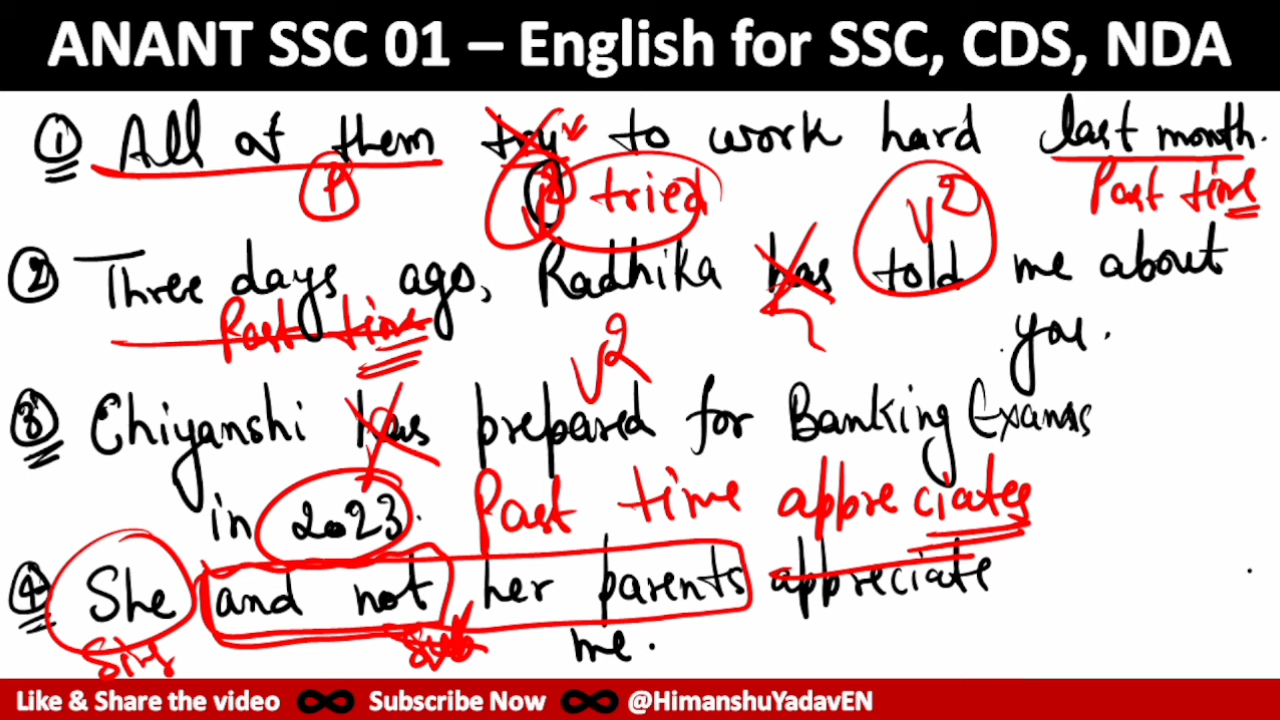 ANANT SSC 01 – English for SSC, CDS, NDA
① All of them try to work hard last month.
P V² tried V² Past time
② Three days ago, Radhika has told me about
Past time you.
V²
③ Chiyanshi has prepared for Banking Exams
in 2023. Past time appreciates
④ She and not her parents appreciate
Sing Sub me.
Like & Share the video Subscribe Now @HimanshuYadavEN